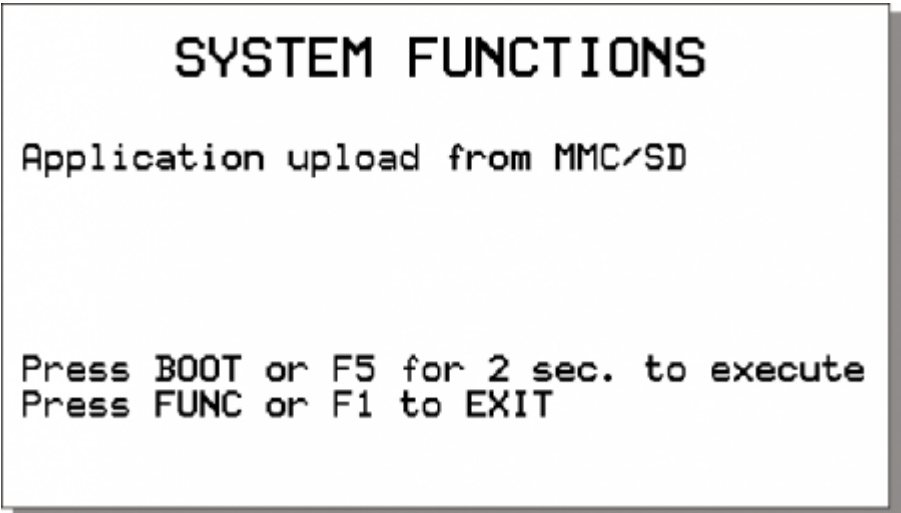 SYSTEM FUNCTIONS
Application upload from MMC/SD
Press BOOT or F5 for 2 sec. to execute
Press FUNC or F1 to EXIT